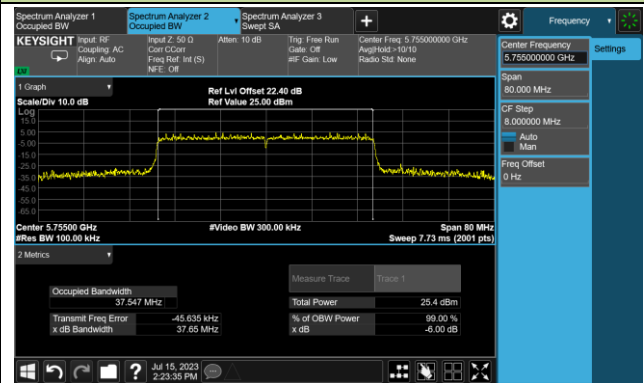 Spectrum Analyzer 1
Occupied BW
Spectrum Analyzer 2
Occupied BW
Spectrum Analyzer 3
Swept SA
Frequency
KEYSIGHT
Input: RF
Coupling: AC
Align: Auto
Input Z: 50 Ω
Corr CCorr
Freq Ref: Int (S)
NFE: Off
Atten: 10 dB
Trig: Free Run
Gate: Off
#IF Gain: Low
Center Freq: 5.755000000 GHz
Avg|Hold:>10/10
Radio Std: None
LXI
Center Frequency
5.755000000 GHz
Settings
Span
80.000 MHz
CF Step
8.000000 MHz
Auto
Man
Freq Offset
0 Hz
1 Graph
Scale/Div 10.0 dB
Ref Lvl Offset 22.40 dB
Ref Value 25.00 dBm
Log
15.0
5.00
-5.00
-15.0
-25.0
-35.0
-45.0
-55.0
-65.0
Center 5.75500 GHz
#Res BW 100.00 kHz
#Video BW 300.00 kHz
Span 80 MHz
Sweep 7.73 ms (2001 pts)
2 Metrics
Measure Trace
Trace 1
Occupied Bandwidth
37.547 MHz
Total Power
25.4 dBm
Transmit Freq Error
-45.635 kHz
% of OBW Power
99.00 %
x dB Bandwidth
37.65 MHz
x dB
-6.00 dB
Jul 15, 2023
2:23:35 PM